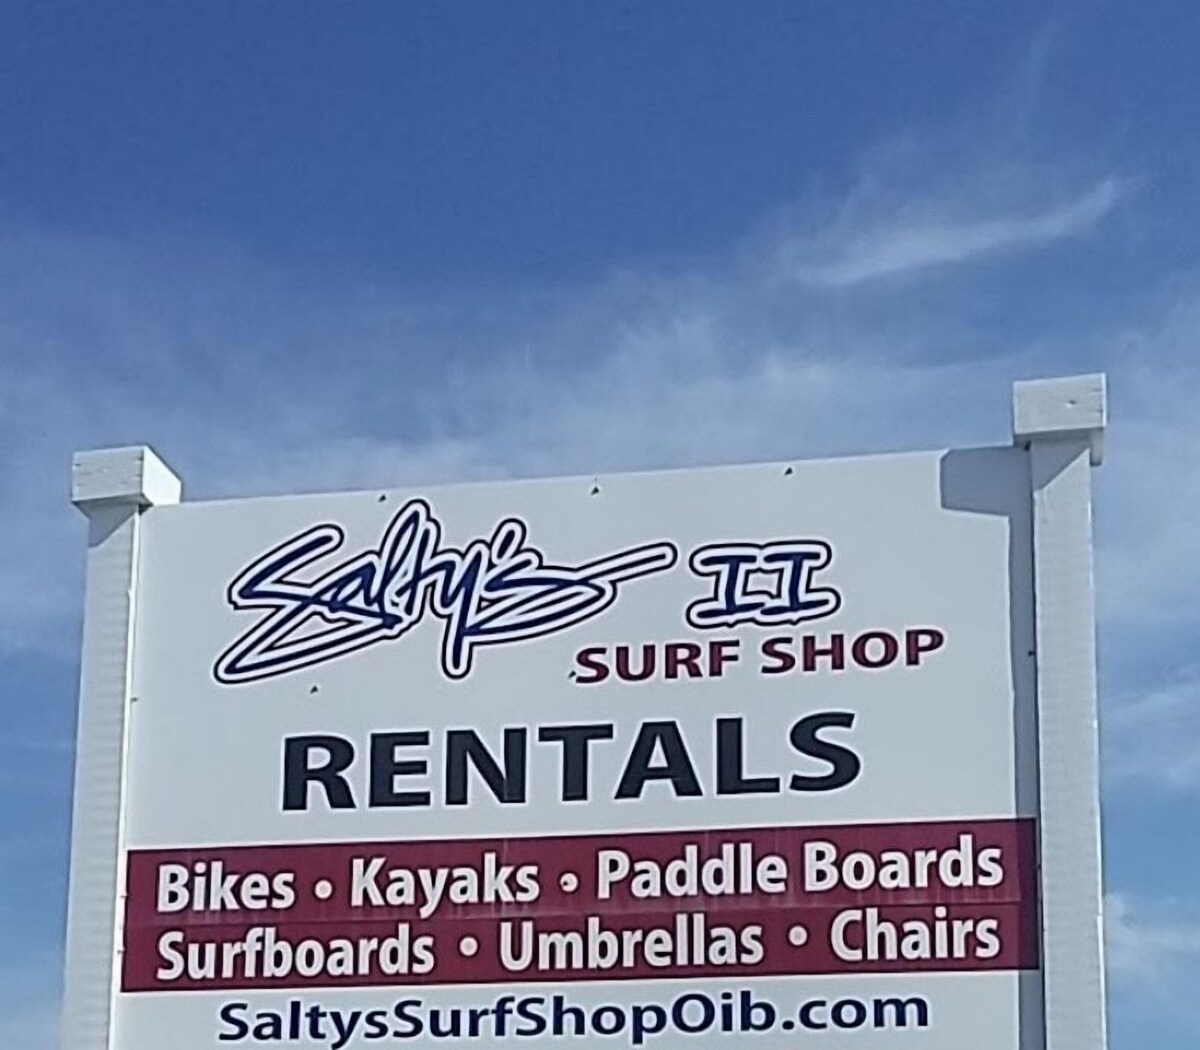 Salty's II
SURF SHOP
RENTALS
Bikes • Kayaks • Paddle Boards
Surfboards • Umbrellas • Chairs
SaltysSurfShopOib.com